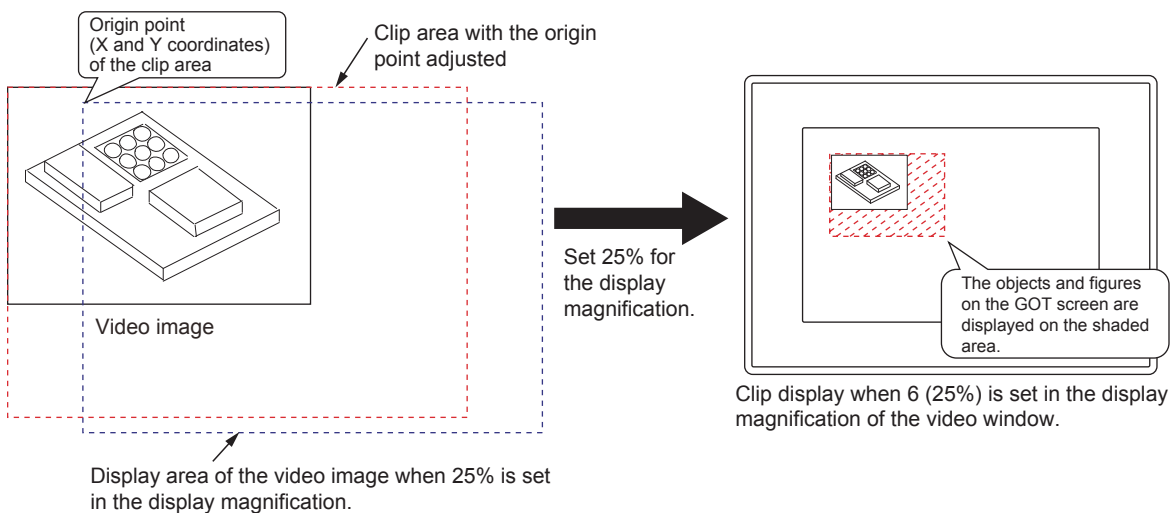 Origin point
(X and Y coordinates)
of the clip area
Clip area with the origin
point adjusted
Video image
Set 25% for
the display
magnification.
The objects and figures
on the GOT screen are
displayed on the shaded
area.
Clip display when 6 (25%) is set in the display
magnification of the video window.
Display area of the video image when 25% is set
in the display magnification.